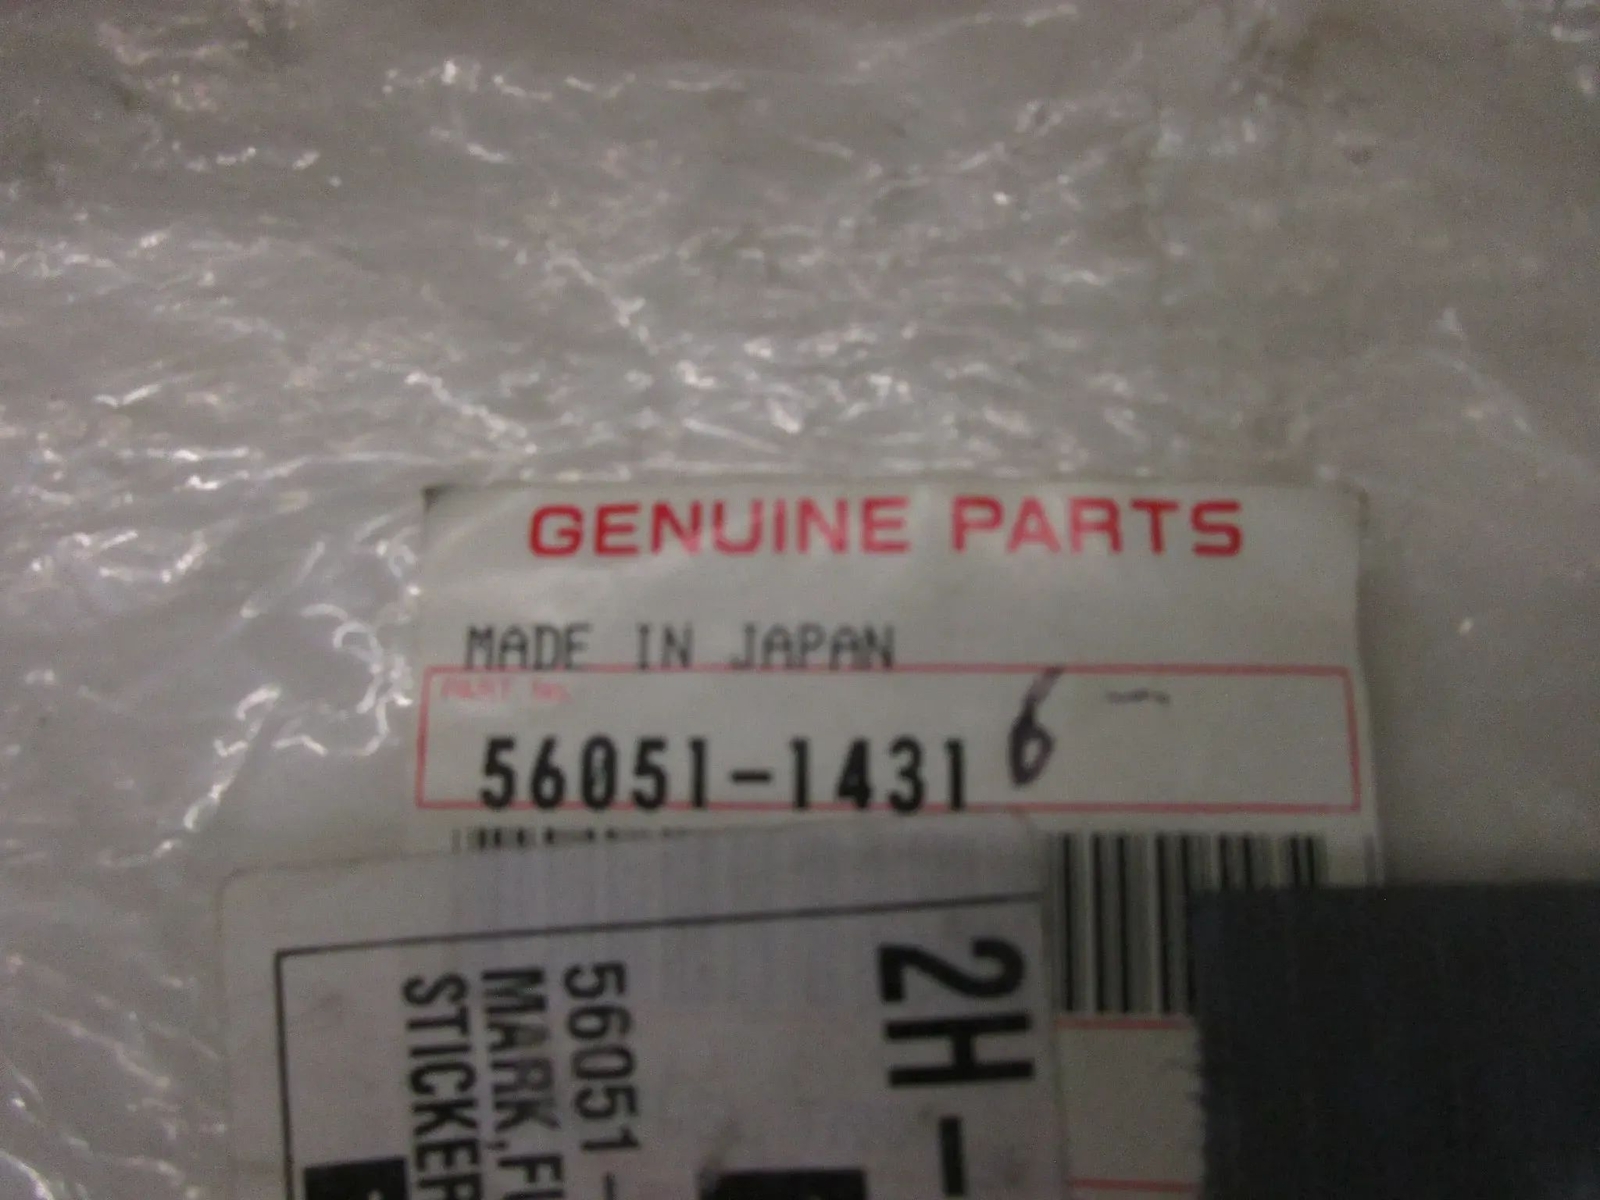 GENUINE PARTS
MADE IN JAPAN
PART No.
56051-1431 6
2H-
56051-
MARK,FU
STICKER